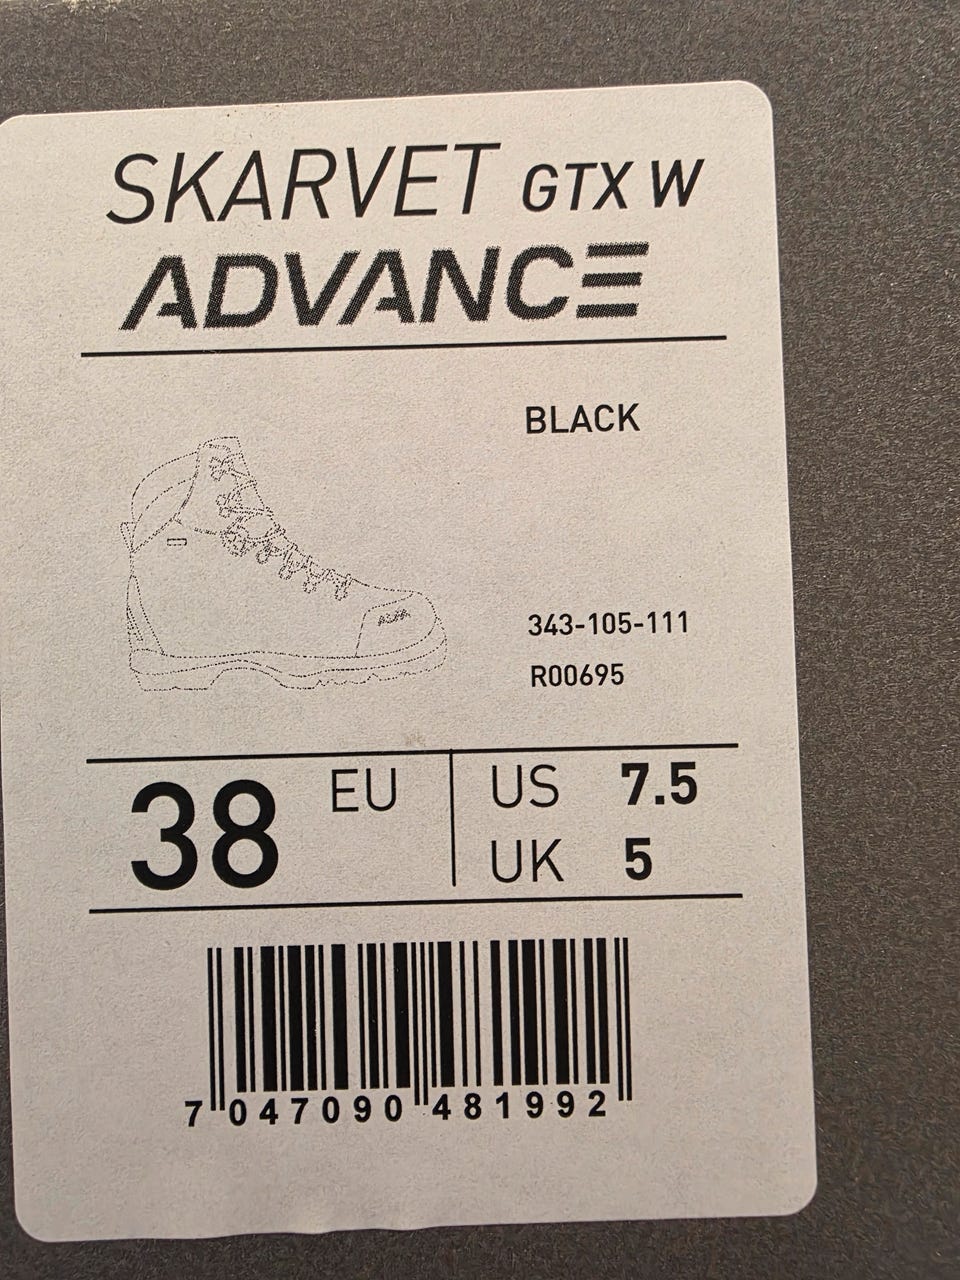 SKARVET GTX W
ADVANCE
BLACK
343-105-111
R00695
38 EU
US 7.5
UK 5
7 047090 481992